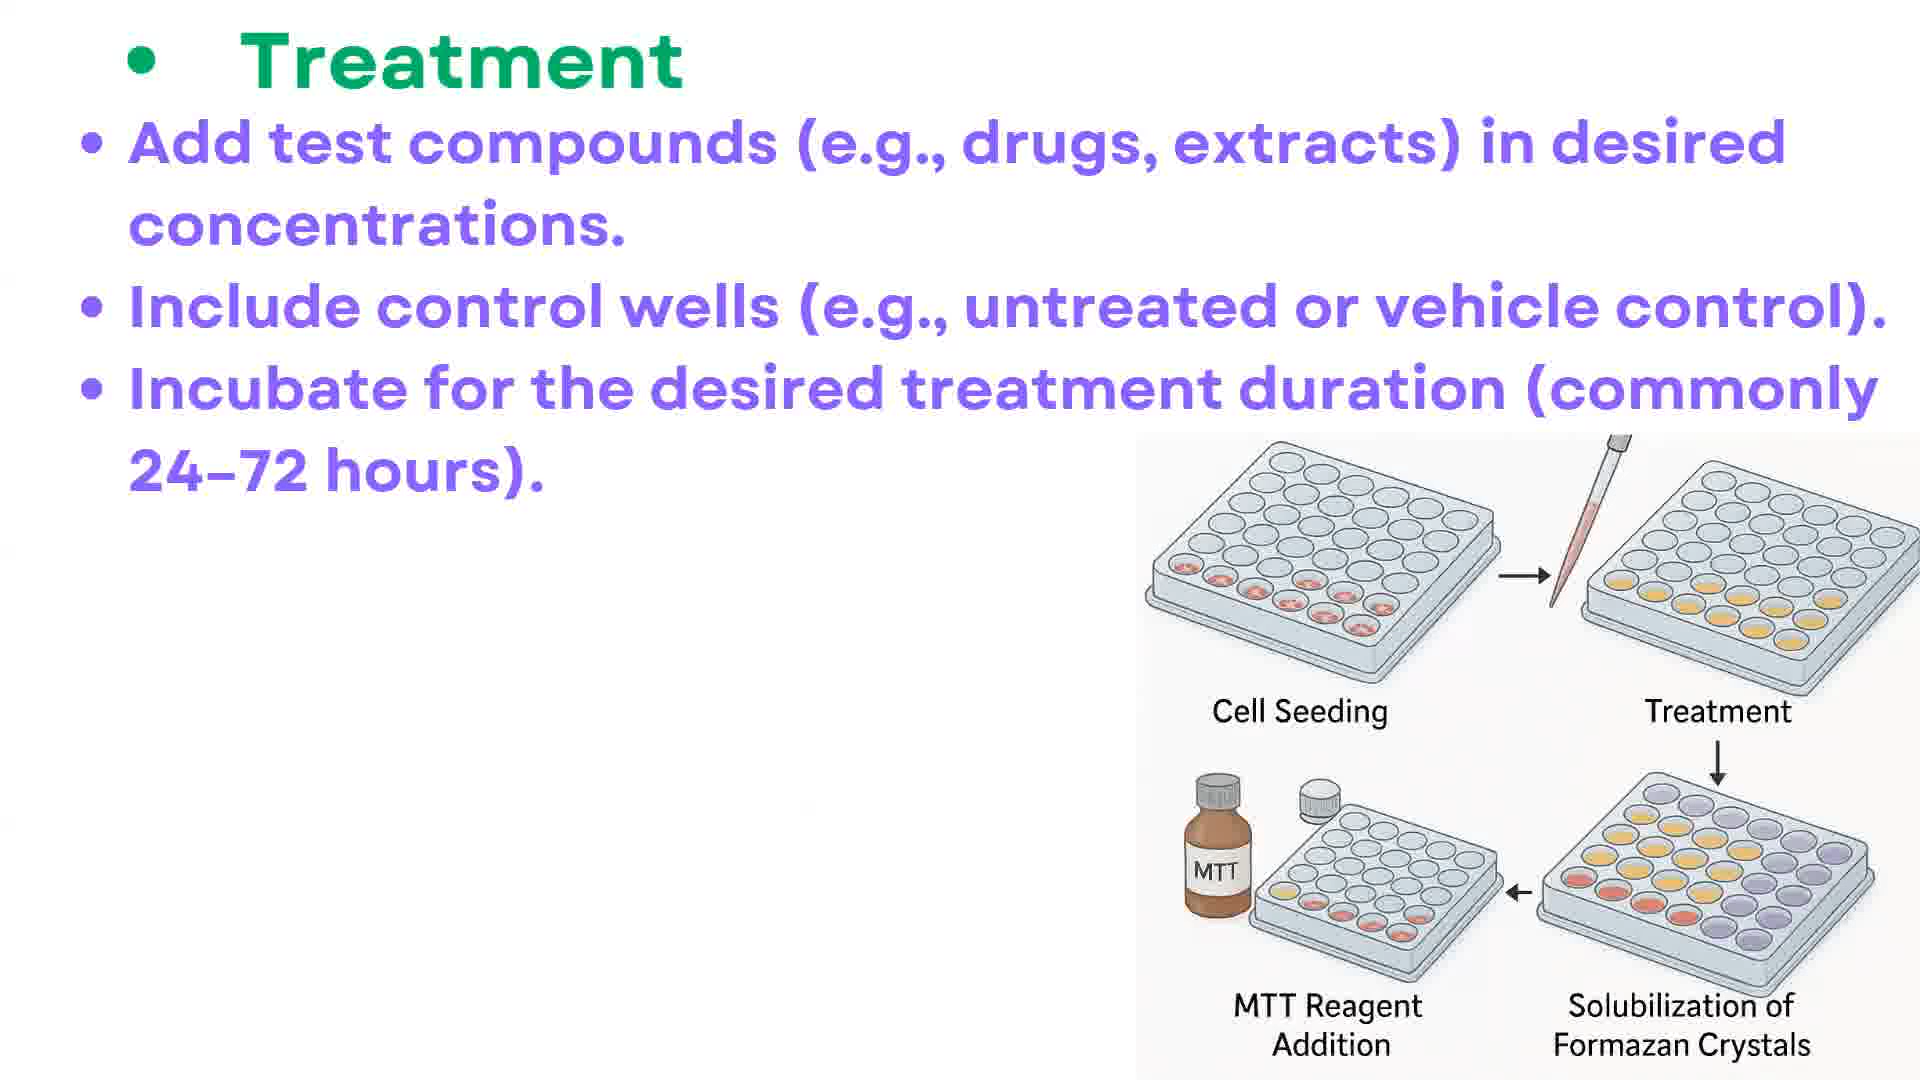 • Treatment
• Add test compounds (e.g., drugs, extracts) in desired
concentrations.
• Include control wells (e.g., untreated or vehicle control).
• Incubate for the desired treatment duration (commonly
24–72 hours).
Cell Seeding
Treatment
MTT
MTT Reagent
Addition
Solubilization of
Formazan Crystals